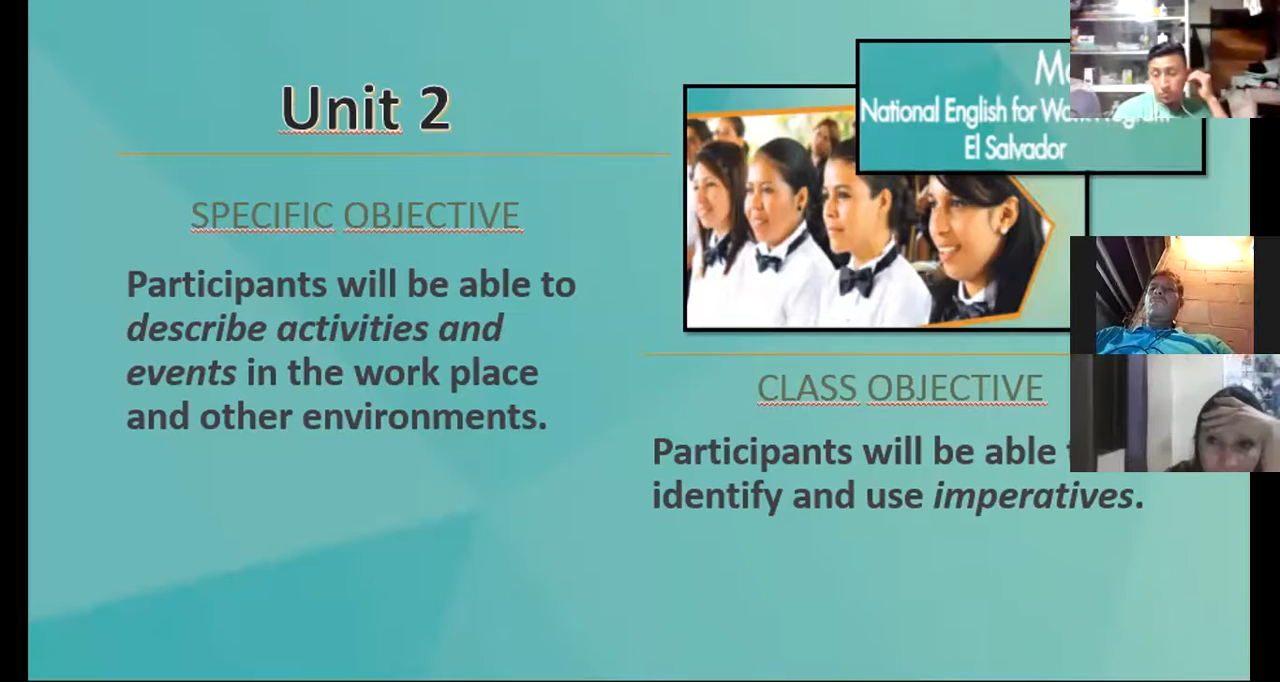 Unit 2
SPECIFIC OBJECTIVE
Participants will be able to
describe activities and
events in the work place
and other environments.
National English for
El Salvador
CLASS OBJECTIVE
Participants will be able
identify and use imperatives.